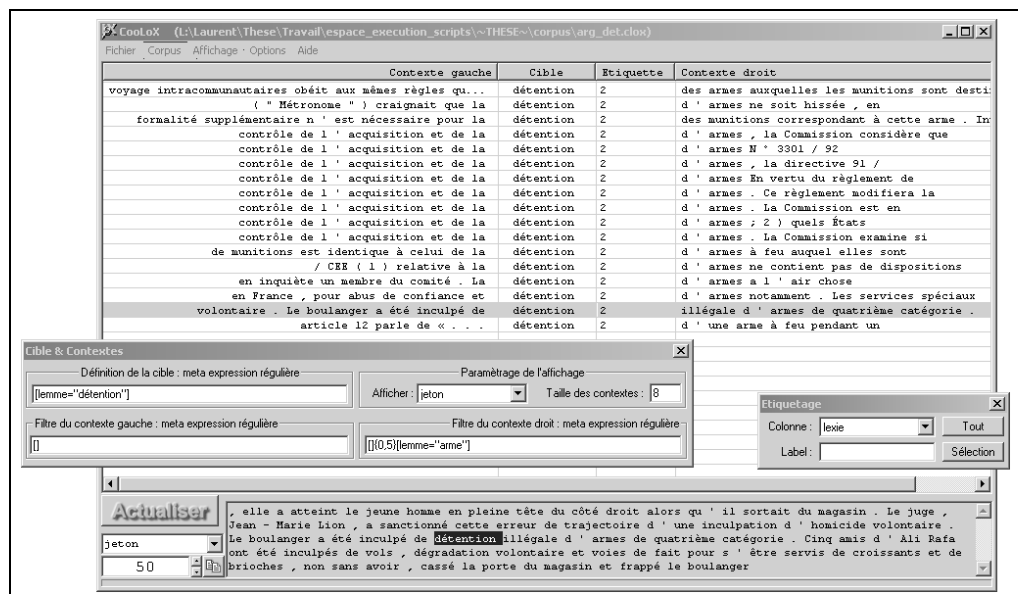 CooLoX (L:\Laurent\These\Travail\espace_execution_scripts\~THESE~\corpus\arg_det.clox)
Fichier Corpus Affichage Options Aide
Contexte gauche Cible Etiquette Contexte droit
voyage intracommunautaires obéit aux mêmes règles qu... détention 2 des armes auxquelles les munitions sont desti
( " Métronome " ) craignait que la détention 2 d ' armes ne soit hissée , en
formalité supplémentaire n ' est nécessaire pour la détention 2 des munitions correspondant à cette arme . In
contrôle de l ' acquisition et de la détention 2 d ' armes , la Commission considère que
contrôle de l ' acquisition et de la détention 2 d ' armes N ° 3301 / 92
contrôle de l ' acquisition et de la détention 2 d ' armes , la directive 91 /
contrôle de l ' acquisition et de la détention 2 d ' armes En vertu du règlement de
contrôle de l ' acquisition et de la détention 2 d ' armes . Ce règlement modifiera la
contrôle de l ' acquisition et de la détention 2 d ' armes . La Commission est en
contrôle de l ' acquisition et de la détention 2 d ' armes ; 2 ) quels États
contrôle de l ' acquisition et de la détention 2 d ' armes . La Commission examine si
de munitions est identique à celui de la détention 2 d ' armes à feu auquel elles sont
/ CEE ( 1 ) relative à la détention 2 d ' armes ne contient pas de dispositions
en inquiète un membre du comité . La détention 2 d ' armes a l ' air chose
en France , pour abus de confiance et détention 2 d ' armes notamment . Les services spéciaux
volontaire . Le boulanger a été inculpé de détention 2 illégale d ' armes de quatrième catégorie .
article 12 parle de « . . . détention 2 d ' une arme à feu pendant un
Cible & Contextes
Définition de la cible : meta expression régulière
[lemme="détention"]
Paramètrage de l'affichage
Afficher : jeton Taille des contextes : 8
Filtre du contexte gauche : meta expression régulière
[]
Filtre du contexte droit : meta expression régulière
[]{0,5}[lemme="arme"]
Etiquetage
Colonne : lexie Tout
Label : Sélection
Actualiser
jeton
50
, elle a atteint le jeune homme en pleine tête du côté droit alors qu ' il sortait du magasin . Le juge ,
Jean - Marie Lion , a sanctionné cette erreur de trajectoire d ' une inculpation d ' homicide volontaire .
Le boulanger a été inculpé de détention illégale d ' armes de quatrième catégorie . Cinq amis d ' Ali Rafa
ont été inculpés de vols , dégradation volontaire et voies de fait pour s ' être servis de croissants et de
brioches , non sans avoir , cassé la porte du magasin et frappé le boulanger